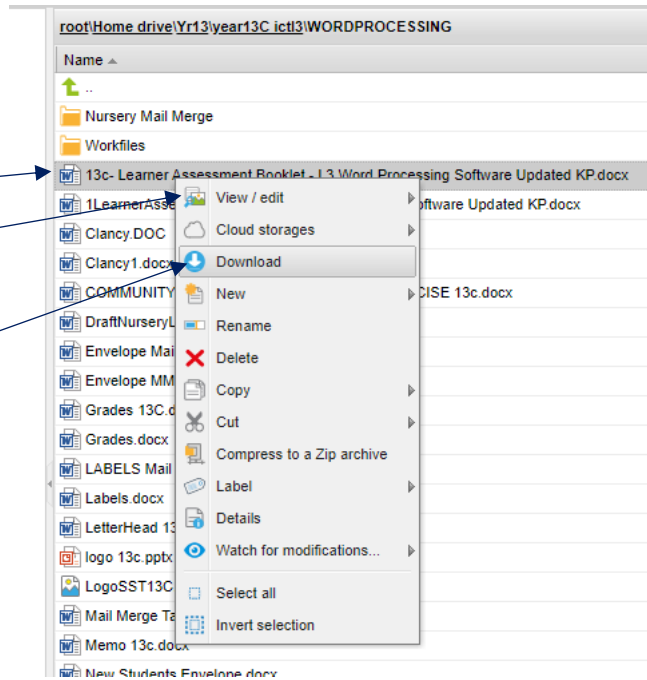 root\Home drive\Yr13\year13C ictl3\WORDPROCESSING
Name
..
Nursery Mail Merge
Workfiles
13c- Learner Assessment Booklet - L3 Word Processing Software Updated KP.docx
1LearnerAsse
ftware Updated KP.docx
Clancy.DOC
Clancy1.docx
COMMUNITY
CISE 13c.docx
DraftNurseryL
Envelope Mai
Envelope MM
Grades 13C.d
Grades.docx
LABELS Mail
Labels.docx
LetterHead 13
logo 13c.pptx
LogoSST13C
Mail Merge Ta
Memo 13c.docx
New Students Envelope.docx
View / edit
Cloud storages
Download
New
Rename
Delete
Copy
Cut
Compress to a Zip archive
Label
Details
Watch for modifications...
Select all
Invert selection